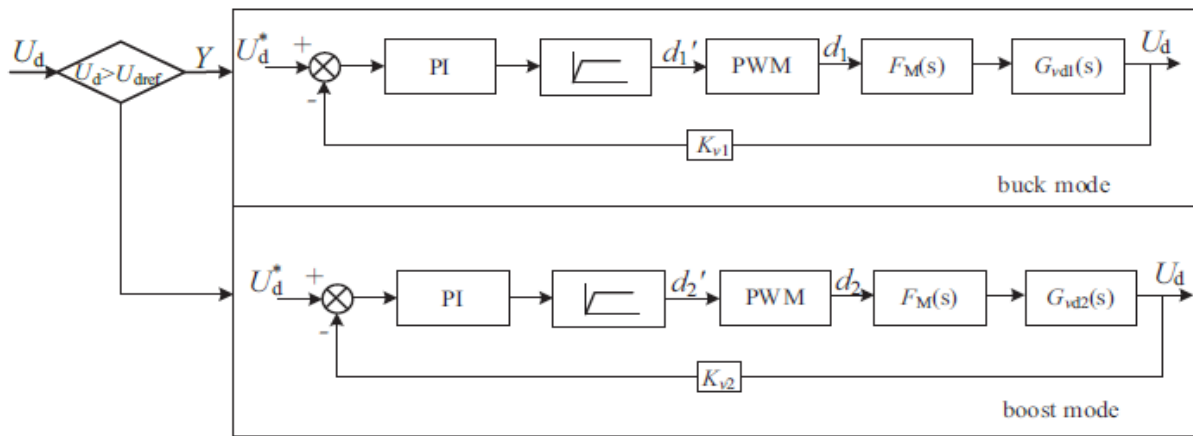 U_d
U_d>U_dref
Y
U_d^*
+
-
PI
d_1'
PWM
d_1
F_M(s)
G_vd1(s)
U_d
K_v1
buck mode
U_d^*
+
-
PI
d_2'
PWM
d_2
F_M(s)
G_vd2(s)
U_d
K_v2
boost mode